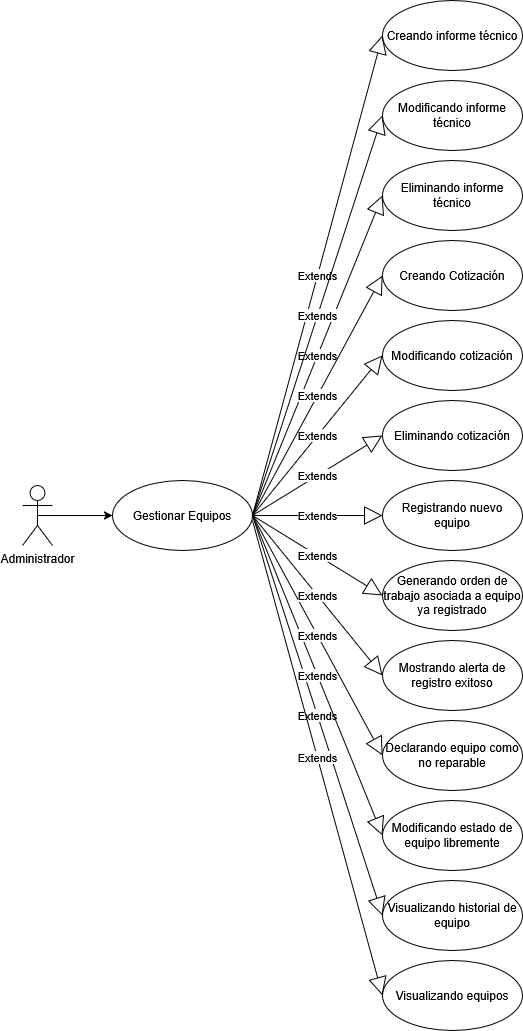 Creando informe técnico
Modificando informe
técnico
Eliminando informe
técnico
Extends
Creando Cotización
Extends
Extends
Modificando cotización
Extends
Extends
Eliminando cotización
Extends
Gestionar Equipos
Extends
Registrando nuevo
equipo
Administrador
Extends
Generando orden de
trabajo asociada a equipo
ya registrado
Extends
Extends
Mostrando alerta de
registro exitoso
Extends
Extends
Declarando equipo como
no reparable
Extends
Modificando estado de
equipo libremente
Visualizando historial de
equipo
Visualizando equipos